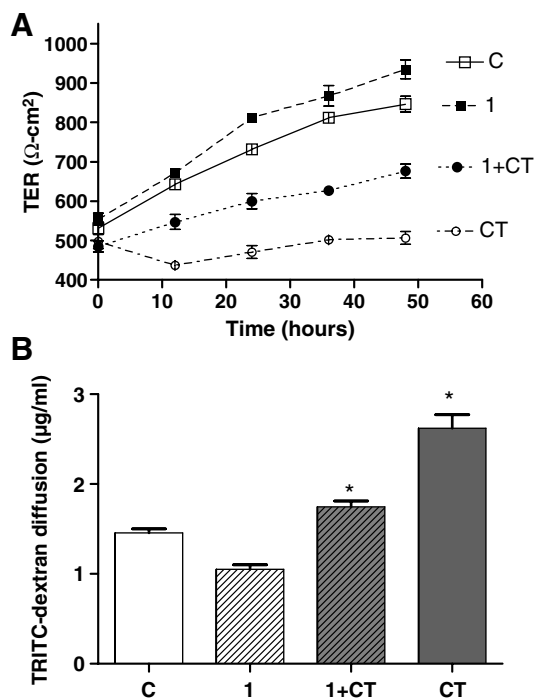 A
TER (Ω-cm²)
1000
900
800
700
600
500
400
0
10
20
30
40
50
60
Time (hours)
C
1
1+CT
CT
B
TRITC-dextran diffusion (µg/ml)
3
2
1
0
*
*
C
1
1+CT
CT